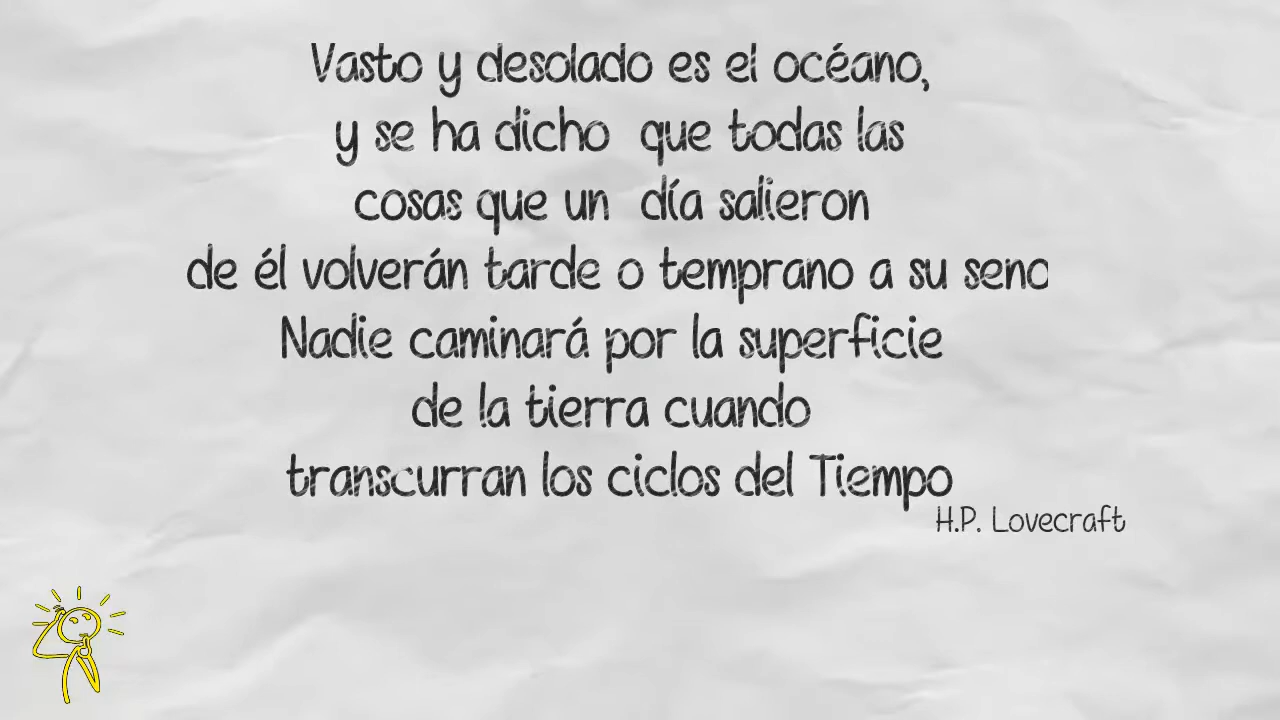 Vasto y desolado es el océano,
y se ha dicho que todas las
cosas que un día salieron
de él volverán tarde o temprano a su seno
Nadie caminará por la superficie
de la tierra cuando
transcurran los ciclos del Tiempo
H.P. Lovecraft